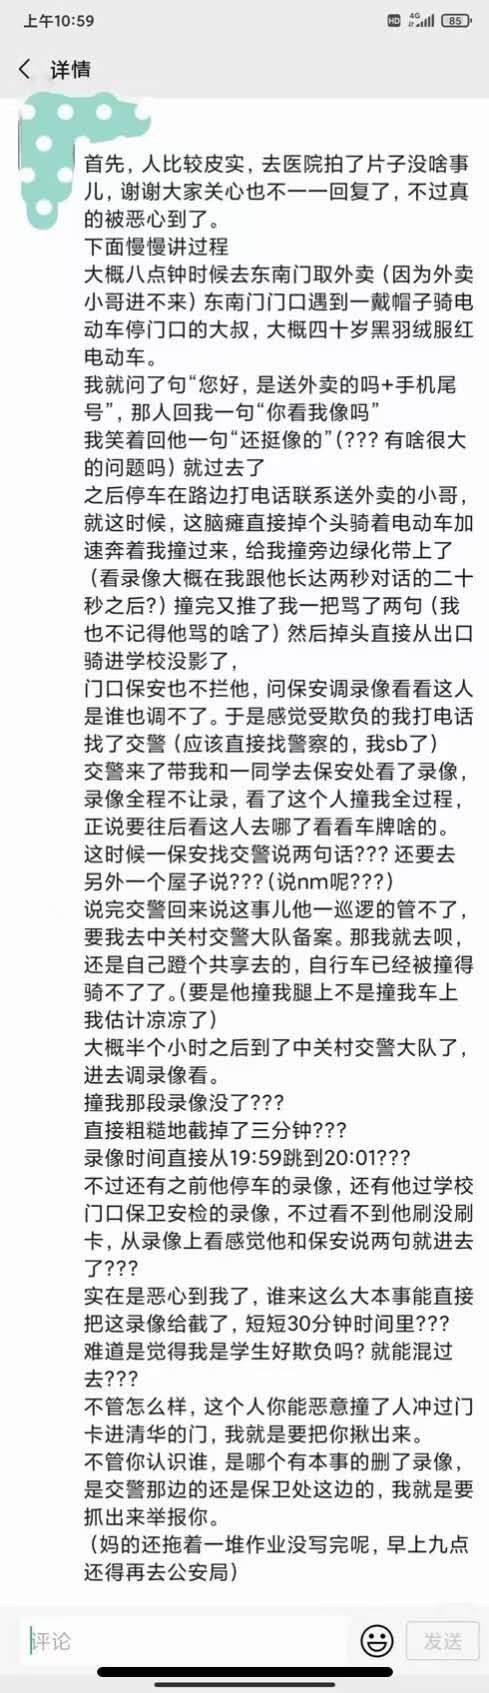 上午10:59
HD 4G 85
详情
首先，人比较皮实，去医院拍了片子没啥事
儿，谢谢大家关心也不一一回复了，不过真
的被恶心到了。
下面慢慢讲过程
大概八点钟时候去东南门取外卖（因为外卖
小哥进不来）东南门门口遇到一戴帽子骑电
动车停门口的大叔，大概四十岁黑羽绒服红
电动车。
我就问了句“您好，是送外卖的吗+手机尾
号”，那人回我一句“你看我像吗”
我笑着回他一句“还挺像的”（??? 有啥很大
的问题吗）就过去了
之后停车在路边打电话联系送外卖的小哥，
就这时候，这脑瘫直接掉个头骑着电动车加
速奔着我撞过来，给我撞旁边绿化带上了
（看录像大概在我跟他长达两秒对话的二十
秒之后?）撞完又推了我一把骂了两句（我
也不记得他骂的啥了）然后掉头直接从出口
骑进学校没影了，
门口保安也不拦他，问保安调录像看看这人
是谁也调不了。于是感觉受欺负的我打电话
找了交警（应该直接找警察的，我sb了）
交警来了带我和一同学去保安处看了录像，
录像全程不让录，看了这个人撞我全过程，
正说要往后看这人去哪了看看车牌啥的。
这时候一保安找交警说两句话??? 还要去
另外一个屋子说???（说nm呢???）
说完交警回来说这事儿他一巡逻的管不了，
要我去中关村交警大队备案。那我就去呗，
还是自己蹬个共享去的，自行车已经被撞得
骑不了了。（要是他撞我腿上不是撞我车上
我估计凉凉了）
大概半个小时之后到了中关村交警大队了，
进去调录像看。
撞我那段录像没了???
直接粗糙地截掉了三分钟???
录像时间直接从19:59跳到20:01???
不过还有之前他停车的录像，还有他过学校
门口保卫安检的录像，不过看不到他刷没刷
卡，从录像上看感觉他和保安说两句就进去
了???
实在是恶心到我了，谁来这么大本事能直接
把这录像给截了，短短30分钟时间里???
难道是觉得我是学生好欺负吗? 就能混过
去???
不管怎么样，这个人你能恶意撞了人冲过门
卡进清华的门，我就是要把你揪出来。
不管你认识谁，是哪个有本事的删了录像，
是交警那边的还是保卫处这边的，我就是要
抓出来举报你。
（妈的还拖着一堆作业没写完呢，早上九点
还得再去公安局）
评论
发送